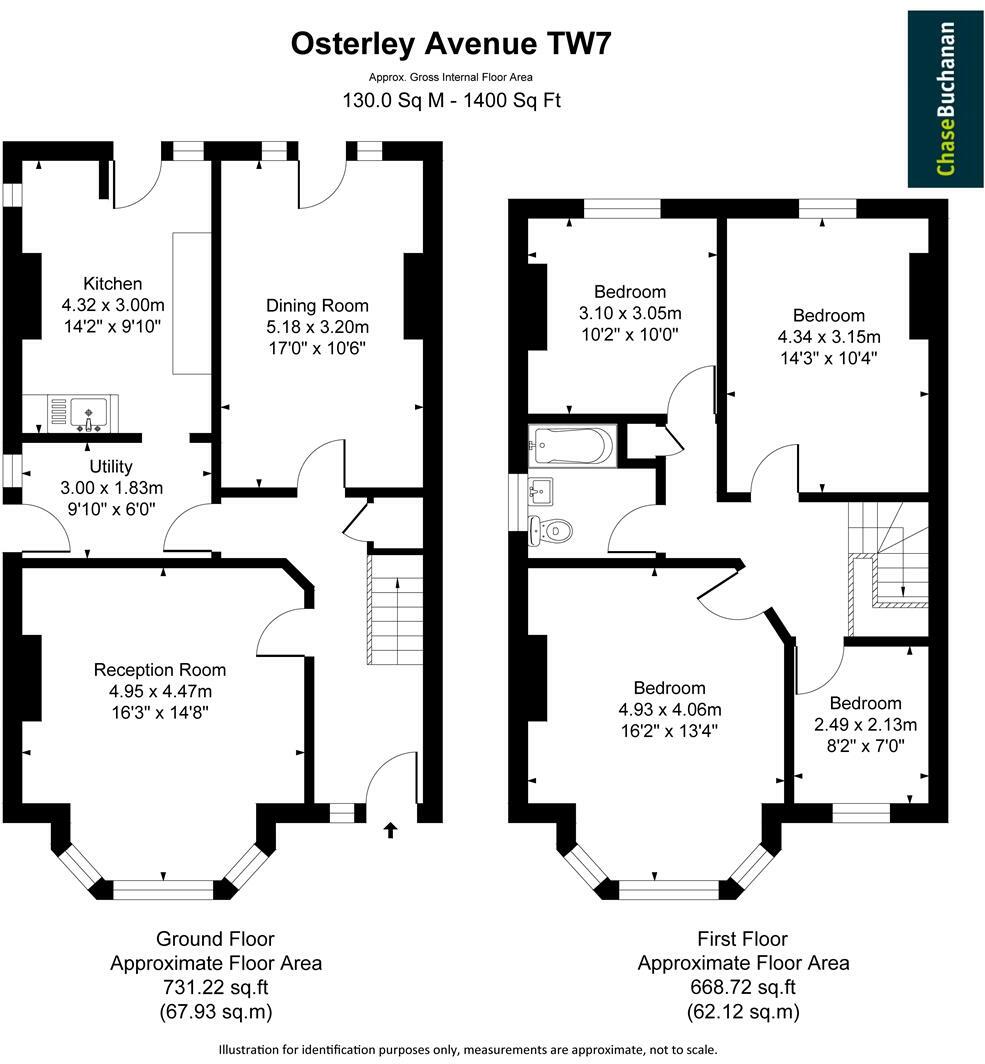 Osterley Avenue TW7
Approx. Gross Internal Floor Area
130.0 Sq M - 1400 Sq Ft
ChaseBuchanan
Kitchen
4.32 x 3.00m
14'2" x 9'10"
Dining Room
5.18 x 3.20m
17'0" x 10'6"
Utility
3.00 x 1.83m
9'10" x 6'0"
Reception Room
4.95 x 4.47m
16'3" x 14'8"
Bedroom
3.10 x 3.05m
10'2" x 10'0"
Bedroom
4.34 x 3.15m
14'3" x 10'4"
Bedroom
4.93 x 4.06m
16'2" x 13'4"
Bedroom
2.49 x 2.13m
8'2" x 7'0"
Ground Floor
Approximate Floor Area
731.22 sq.ft
(67.93 sq.m)
First Floor
Approximate Floor Area
668.72 sq.ft
(62.12 sq.m)
Illustration for identification purposes only, measurements are approximate, not to scale.